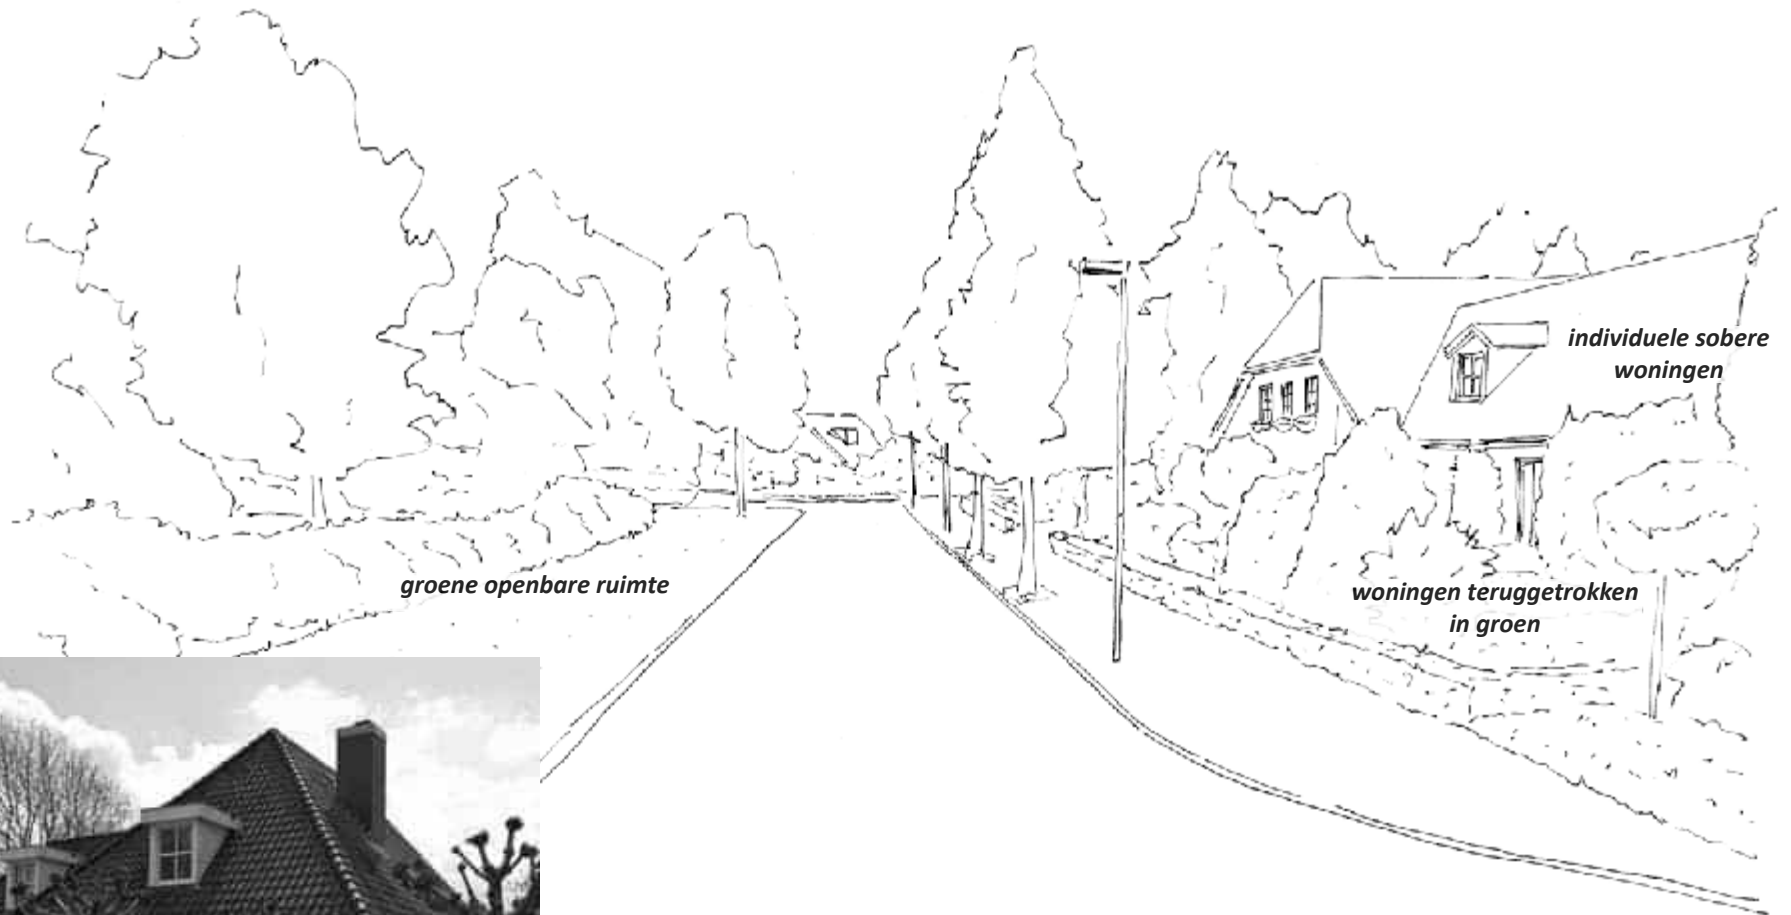 individuele sobere
woningen
groene openbare ruimte
woningen teruggetrokken
in groen